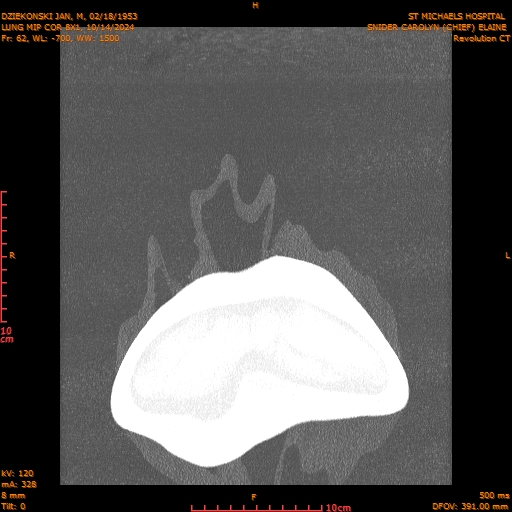 H
DZIEKONSKI JAN, M, 02/18/1953
LUNG MIP COR 8X1, 10/14/2024
Fr: 62, WL: -700, WW: 1500
ST MICHAELS HOSPITAL
SNIDER CAROLYN (CHIEF) ELAINE
Revolution CT
R
L
10
cm
kV: 120
mA: 328
8 mm
Tilt: 0
F
10cm
500 ms
DFOV: 391.00 mm